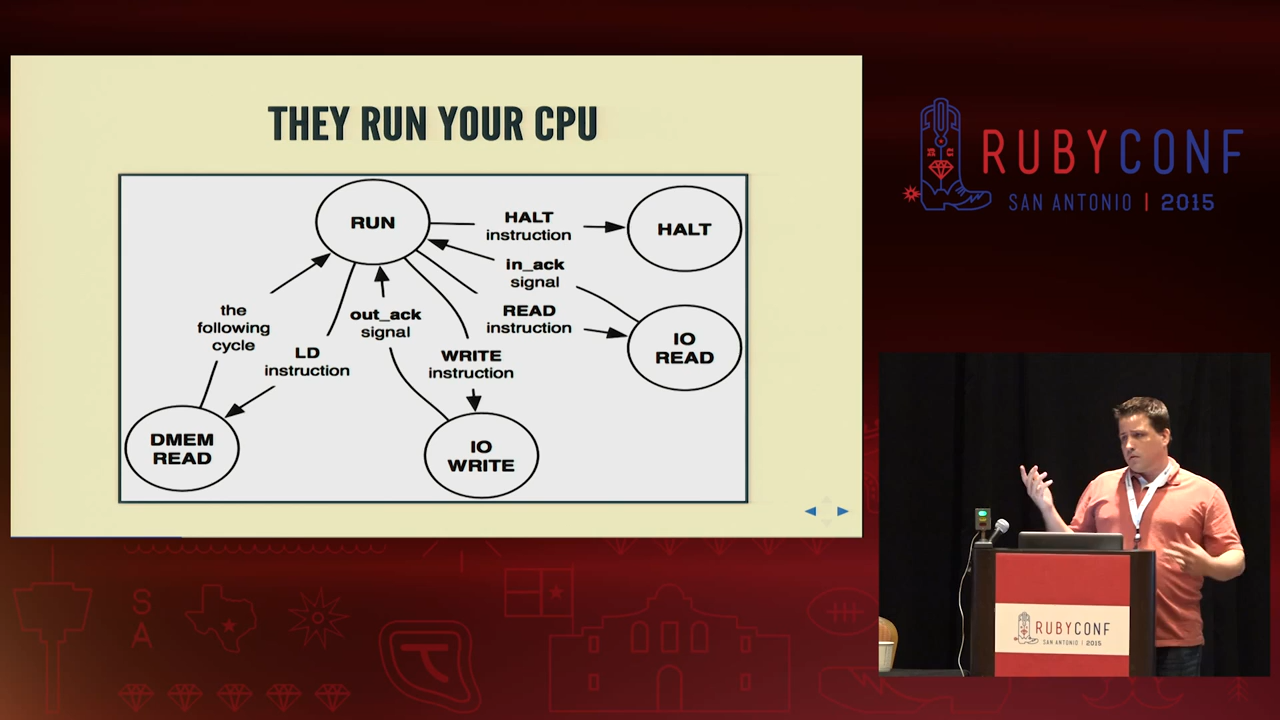 THEY RUN YOUR CPU
RUN
HALT
instruction
HALT
in_ack
signal
READ
instruction
IO
READ
the
following
cycle
LD
instruction
out_ack
signal
WRITE
instruction
DMEM
READ
IO
WRITE
RUBYCONF
SAN ANTONIO | 2015
S
A
RUBYCONF
SAN ANTONIO | 2015